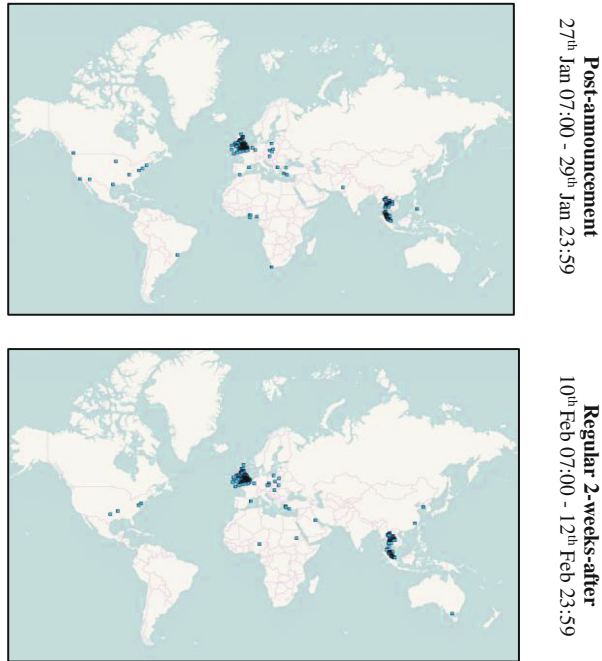 Post-announcement
27th Jan 07:00 - 29th Jan 23:59
Regular 2-weeks-after
10th Feb 07:00 - 12th Feb 23:59